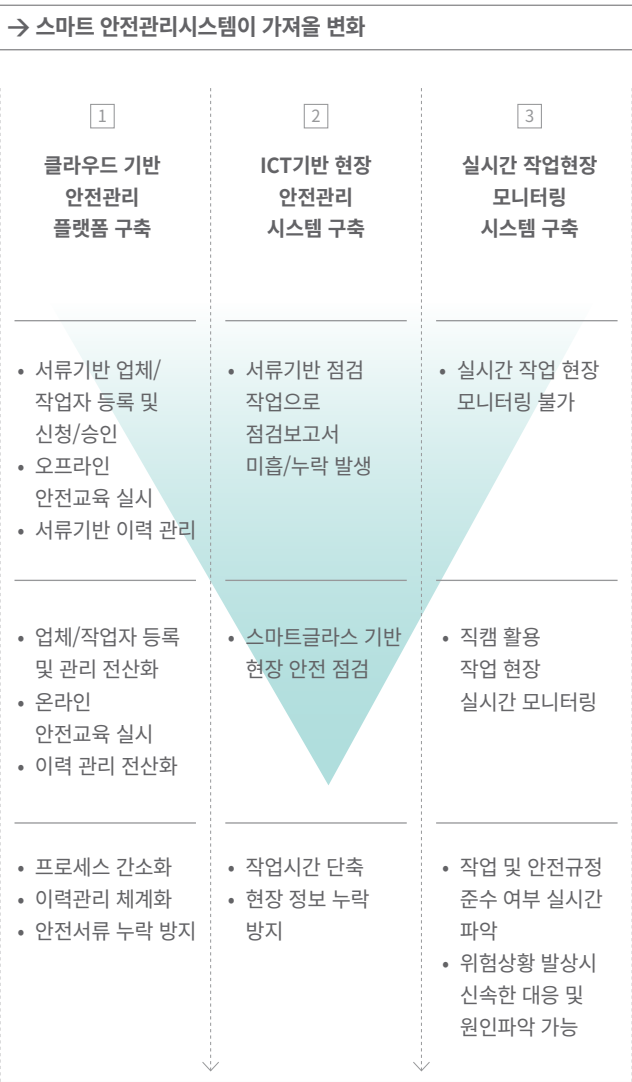 → 스마트 안전관리시스템이 가져올 변화
1
클라우드 기반
안전관리
플랫폼 구축
• 서류기반 업체/
작업자 등록 및
신청/승인
• 오프라인
안전교육 실시
• 서류기반 이력 관리
• 업체/작업자 등록
및 관리 전산화
• 온라인
안전교육 실시
• 이력 관리 전산화
• 프로세스 간소화
• 이력관리 체계화
• 안전서류 누락 방지
2
ICT기반 현장
안전관리
시스템 구축
• 서류기반 점검
작업으로
점검보고서
미흡/누락 발생
• 스마트글라스 기반
현장 안전 점검
• 작업시간 단축
• 현장 정보 누락
방지
3
실시간 작업현장
모니터링
시스템 구축
• 실시간 작업 현장
모니터링 불가
• 직캠 활용
작업 현장
실시간 모니터링
• 작업 및 안전규정
준수 여부 실시간
파악
• 위험상황 발상시
신속한 대응 및
원인파악 가능